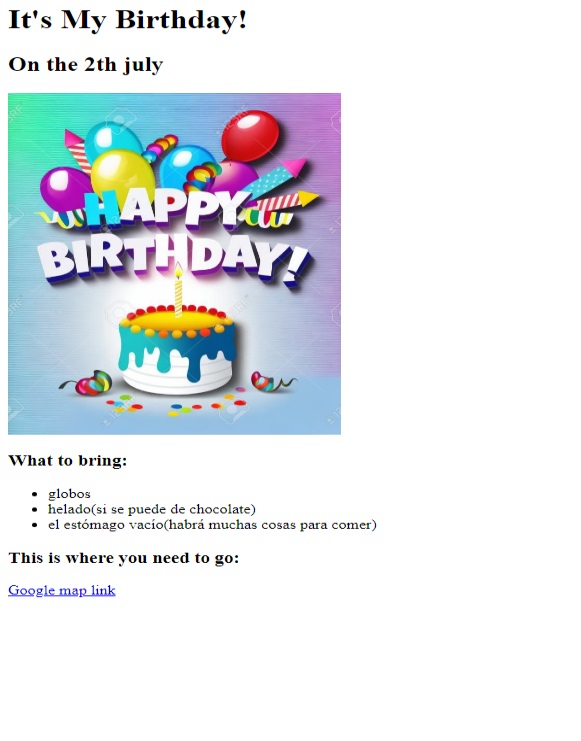 It's My Birthday!
On the 2th july
HAPPY
BIRTHDAY!
What to bring:
globos
helado(si se puede de chocolate)
el estómago vacío(habrá muchas cosas para comer)
This is where you need to go:
Google map link